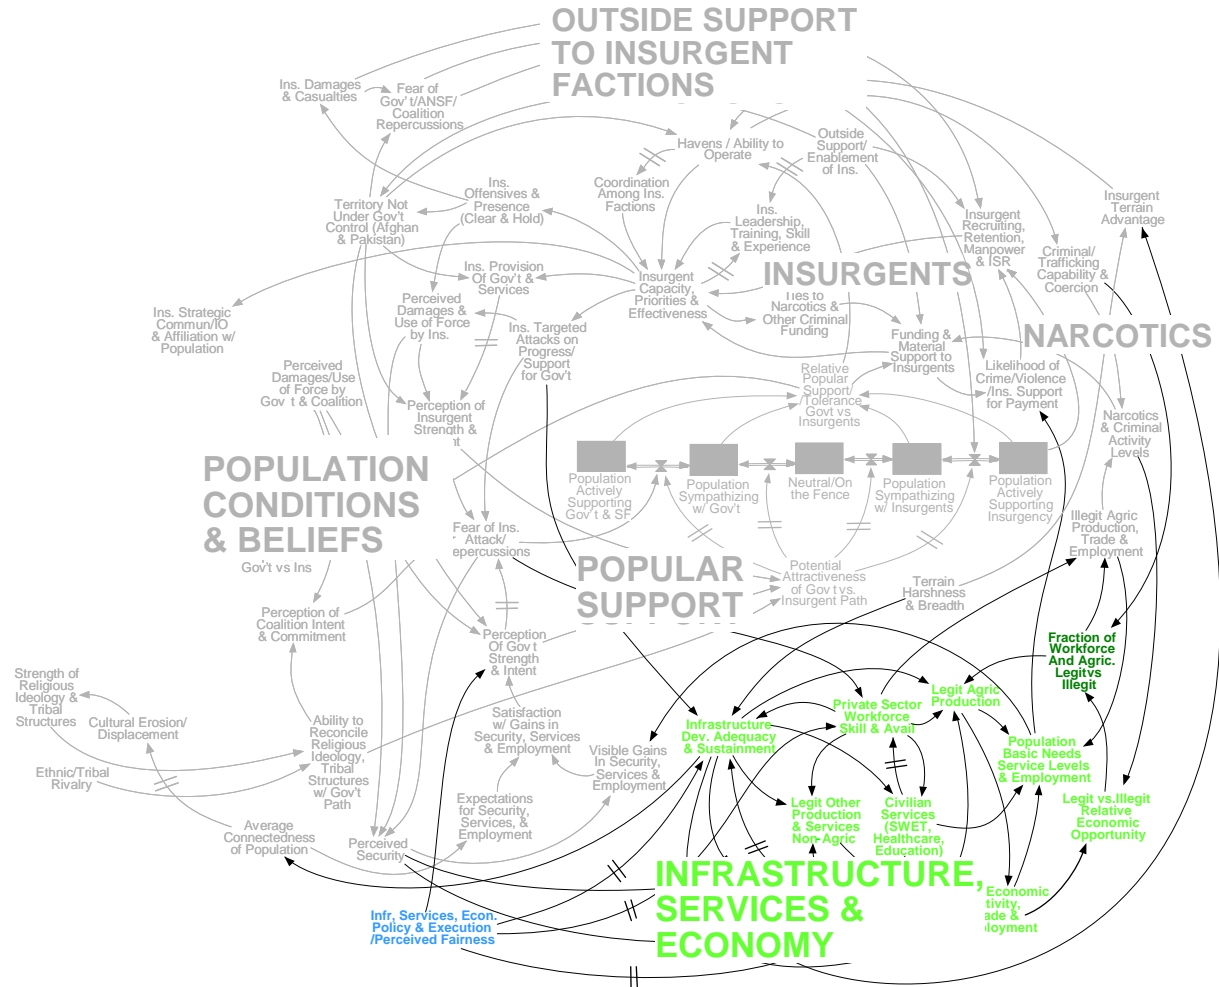 OUTSIDE SUPPORT
TO INSURGENT
FACTIONS
Ins. Damages
& Casualties
Fear of
Gov't/ANSF/
Coalition
Repercussions
Havens / Ability to
Operate
Outside
Support/
Enablement
of Ins.
Coordination
Among Ins.
Factions
Ins.
Offensives &
Presence
(Clear & Hold)
Territory Not
Under Gov't
Control (Afghan
& Pakistan)
Ins.
Leadership,
Training, Skill
& Experience
Insurgent
Recruiting,
Retention,
Manpower
& ISR
Insurgent
Terrain
Advantage
Criminal/
Trafficking
Capability &
Coercion
Ins. Provision
Of Gov't &
Services
Insurgent
Capacity,
Priorities &
Effectiveness
INSURGENTS
Ties to
Narcotics &
Other Criminal
Funding
Perceived
Damages &
Use of Force
by Ins.
Ins. Strategic
Commun/IO
& Affiliation w/
Population
Ins. Targeted
Attacks on
Progress/
Support
for Gov't
Funding &
Material
Support to
Insurgents
NARCOTICS
Perceived
Damages/Use
of Force by
Gov t & Coalition
Relative
Popular
Support/
/Tolerance
Govt vs
Insurgents
Likelihood of
Crime/Violence
/Ins. Support
for Payment
Perception of
Insurgent
Strength &
Narcotics
& Criminal
Activity
Levels
POPULATION
CONDITIONS
& BELIEFS
Gov't vs Ins
Population
Actively
Supporting
Gov't & SF
Population
Sympathizing
w/ Gov't
Neutral/On
the Fence
Population
Sympathizing
w/ Insurgents
Population
Actively
Supporting
Insurgency
Illegit Agric
Production,
Trade &
Employment
Fear of Ins.
Attack/
epercussions
POPULAR
SUPPORT
Potential
Attractiveness
of Gov t vs.
Insurgent Path
Terrain
Harshness
& Breadth
Perception of
Coalition Intent
& Commitment
Perception
Of Gov t
Strength
& Intent
Fraction of
Workforce
And Agric.
Legit vs
Illegit
Strength of
Religious
Ideology &
Tribal
Structures
Cultural Erosion/
Displacement
Ability to
Reconcile
Religious
Ideology,
Tribal
Structures
w/ Gov't
Path
Satisfaction
w/ Gains in
Security, Services
& Employment
Visible Gains
In Security,
Services &
Employment
Infrastructure
Dev. Adequacy
& Sustainment
Private Sector
Workforce
Skill & Avail
Legit Agric
Production
Population
Basic Needs
Service Levels
& Employment
Ethnic/Tribal
Rivalry
Expectations
for Security,
Services, &
Employment
Legit Other
Production
& Services
Non-Agric
Civilian
Services
(SWET,
Healthcare,
Education)
Legit vs.Illegit
Relative
Economic
Opportunity
Average
Connectedness
of Population
Perceived
Security
INFRASTRUCTURE,
SERVICES &
ECONOMY
Economic
tivity,
ade &
loyment
Infr, Services, Econ.
Policy & Execution
/Perceived Fairness